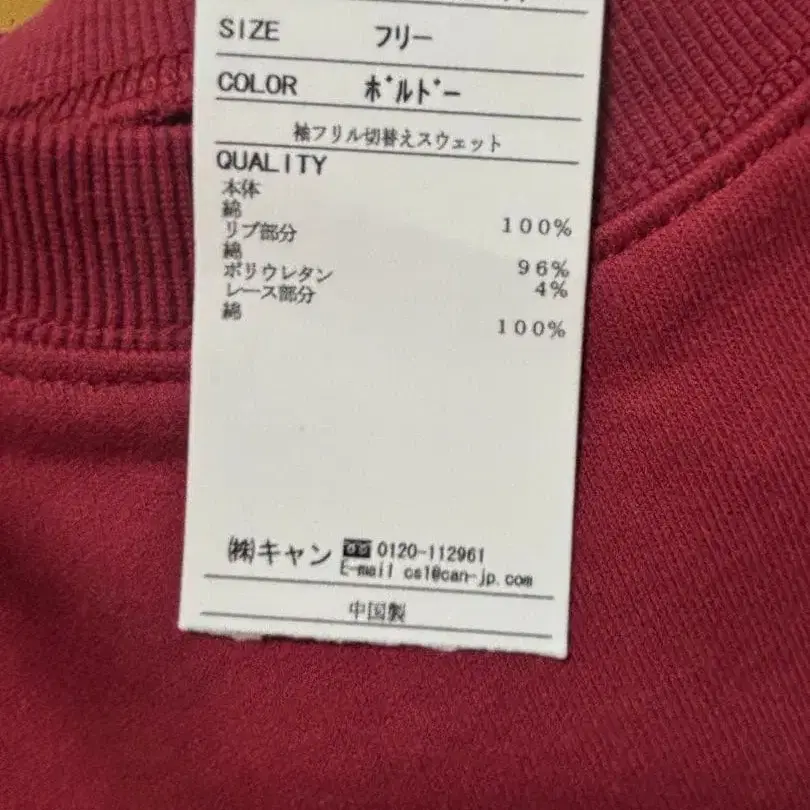 SIZE フリー
COLOR ボルドー
袖フリル切替えスウェット
QUALITY
本体
綿 100%
リブ部分
綿 96%
ポリウレタン 4%
レース部分
綿 100%
㈱キャン 0120-112961
E-mail cs1@can-jp.com
中国製